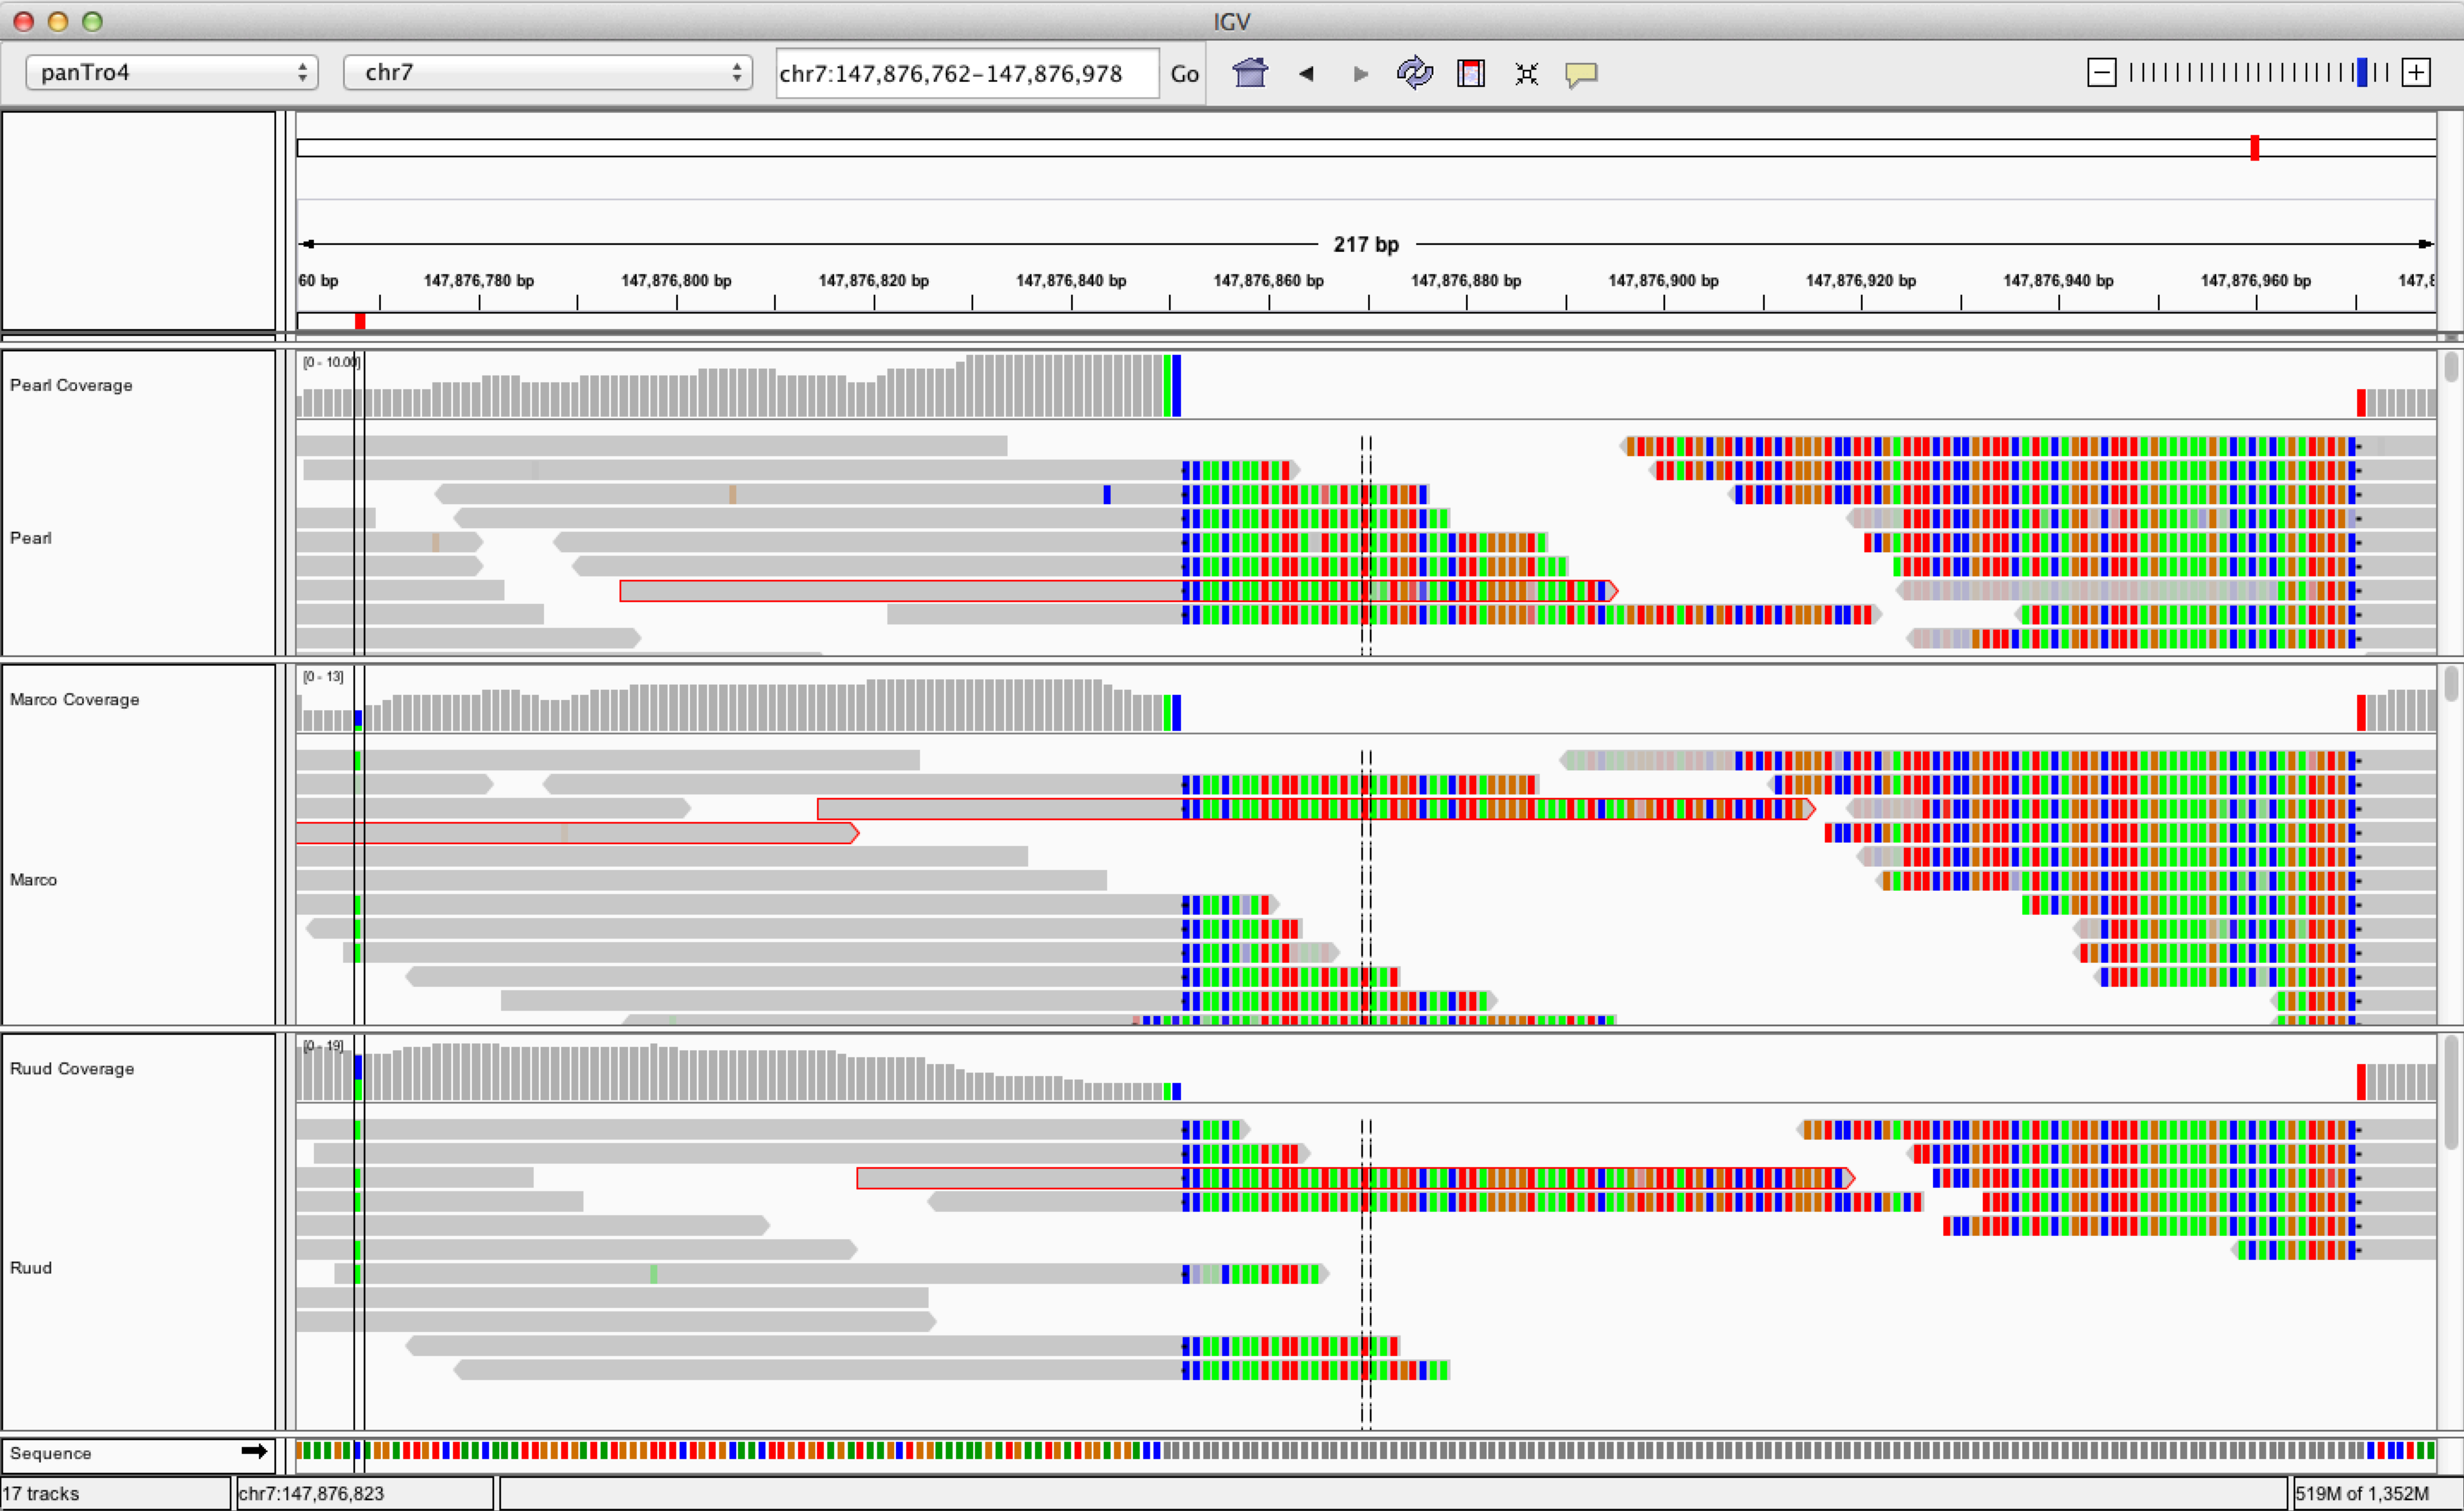 IGV
panTro4 chr7 chr7:147,876,762-147,876,978 Go
217 bp
60 bp 147,876,780 bp 147,876,800 bp 147,876,820 bp 147,876,840 bp 147,876,860 bp 147,876,880 bp 147,876,900 bp 147,876,920 bp 147,876,940 bp 147,876,960 bp 147,8
[0 - 10.00]
Pearl Coverage
Pearl
[0 - 13]
Marco Coverage
Marco
[0 - 19]
Ruud Coverage
Ruud
Sequence
17 tracks chr7:147,876,823 519M of 1,352M